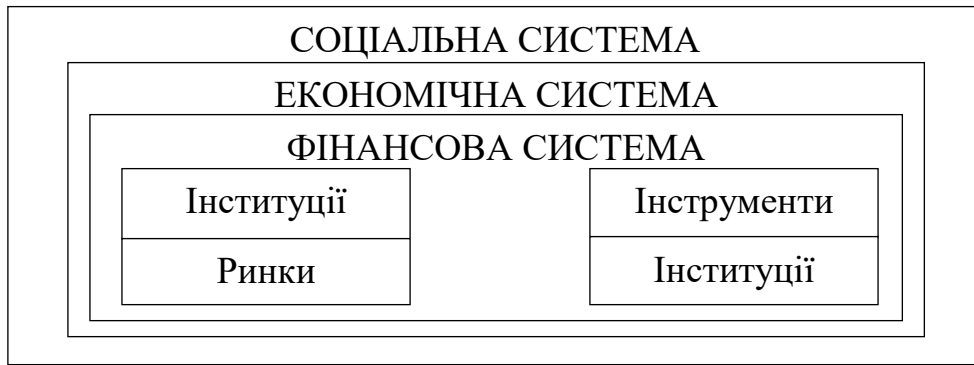 СОЦІАЛЬНА СИСТЕМА
ЕКОНОМІЧНА СИСТЕМА
ФІНАНСОВА СИСТЕМА
Інституції
Ринки
Інструменти
Інституції